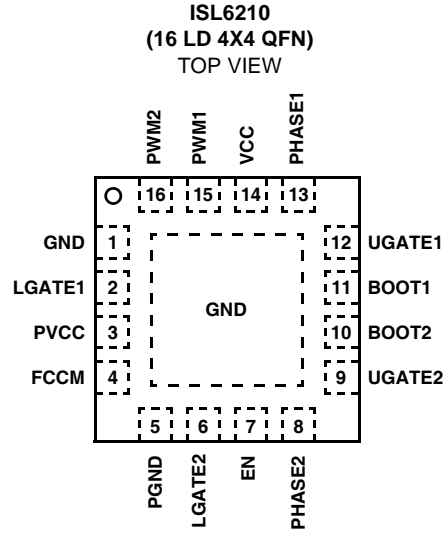 ISL6210
(16 LD 4X4 QFN)
TOP VIEW
PWM2
PWM1
VCC
PHASE1
16
15
14
13
GND
1
12
UGATE1
LGATE1
2
11
BOOT1
GND
PVCC
3
10
BOOT2
FCCM
4
9
UGATE2
5
6
7
8
PGND
LGATE2
EN
PHASE2